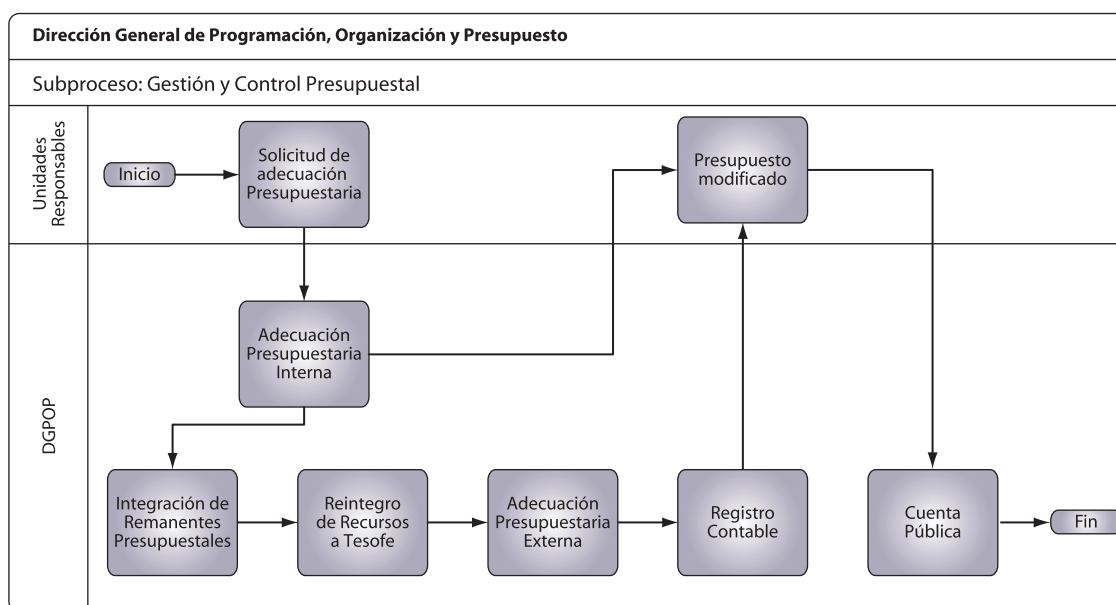 Dirección General de Programación, Organización y Presupuesto
Subproceso: Gestión y Control Presupuestal
Unidades
Responsables
Inicio
Solicitud de
adecuación
Presupuestaria
Presupuesto
modificado
DGPOP
Adecuación
Presupuestaria
Interna
Integración de
Remanentes
Presupuestales
Reintegro
de Recursos
a Tesofe
Adecuación
Presupuestaria
Externa
Registro
Contable
Cuenta
Pública
Fin